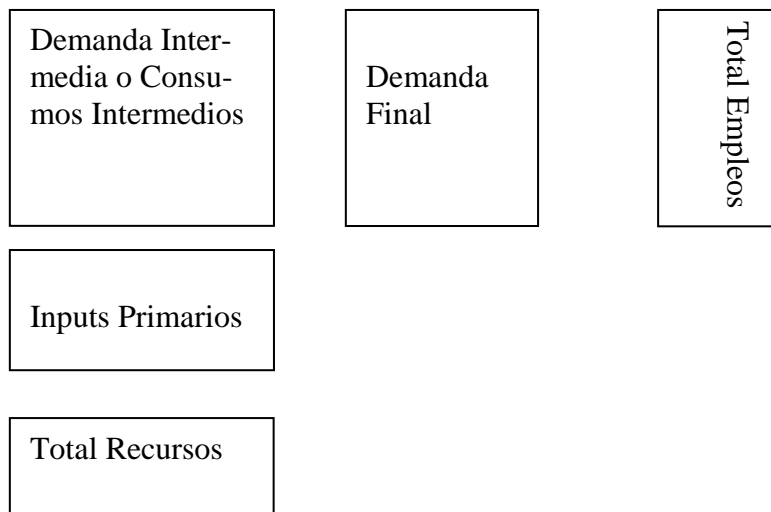 Demanda Inter-
media o Consu-
mos Intermedios
Demanda
Final
Total Empleos
Inputs Primarios
Total Recursos